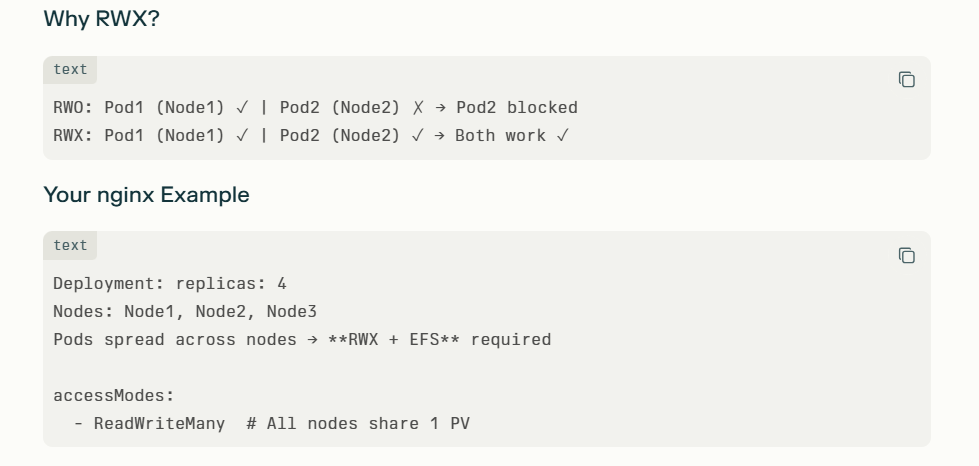 Why RWX?
text
RWO: Pod1 (Node1) ✓ | Pod2 (Node2) ✗ → Pod2 blocked
RWX: Pod1 (Node1) ✓ | Pod2 (Node2) ✓ → Both work ✓
Your nginx Example
text
Deployment: replicas: 4
Nodes: Node1, Node2, Node3
Pods spread across nodes → **RWX + EFS** required
accessModes:
  - ReadWriteMany  # All nodes share 1 PV